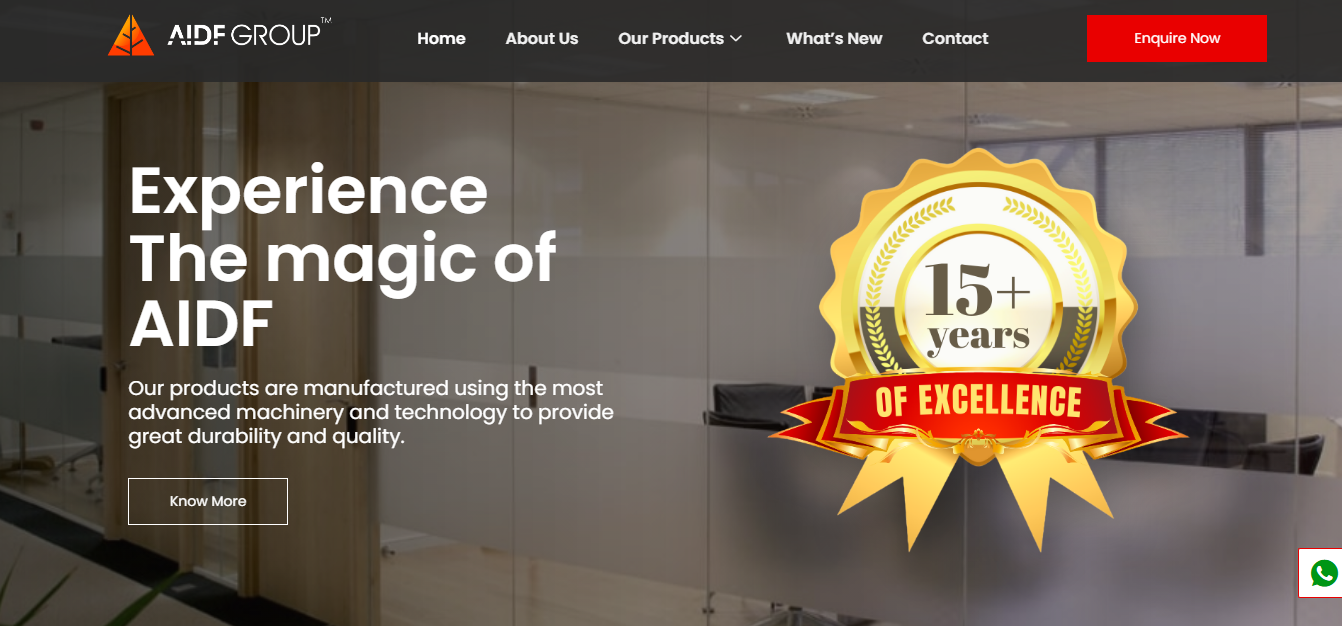 AIDF GROUP™
Home
About Us
Our Products
What's New
Contact
Enquire Now
Experience
The magic of
AIDF
Our products are manufactured using the most
advanced machinery and technology to provide
great durability and quality.
Know More
15+
years
OF EXCELLENCE